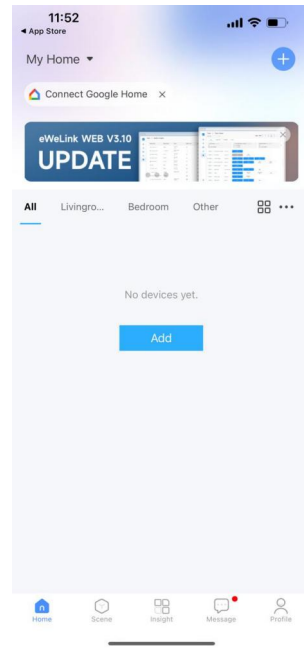 11:52
◀ App Store
My Home
Connect Google Home ×
eWeLink WEB V3.10
UPDATE
All Livingro... Bedroom Other
No devices yet.
Add
Home Scene Insight Message Profile